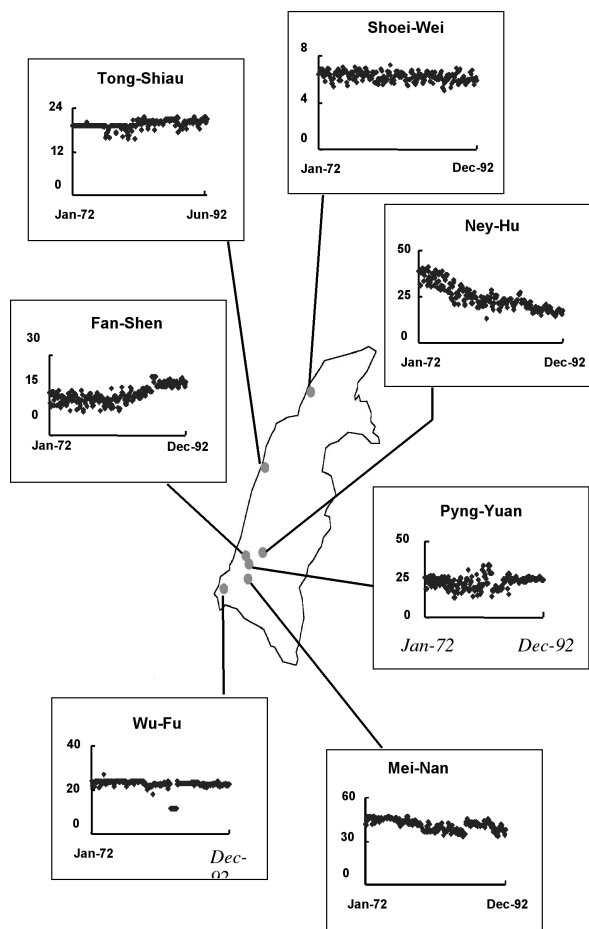 Shoei-Wei
8
4
0
Jan-72 Dec-92
Tong-Shiau
24
12
0
Jan-72 Jun-92
Ney-Hu
50
25
0
Jan-72 Dec-92
Fan-Shen
30
15
0
Jan-72 Dec-92
Pyng-Yuan
50
25
0
Jan-72 Dec-92
Wu-Fu
40
20
0
Jan-72 Dec-
92
Mei-Nan
60
30
0
Jan-72 Dec-92